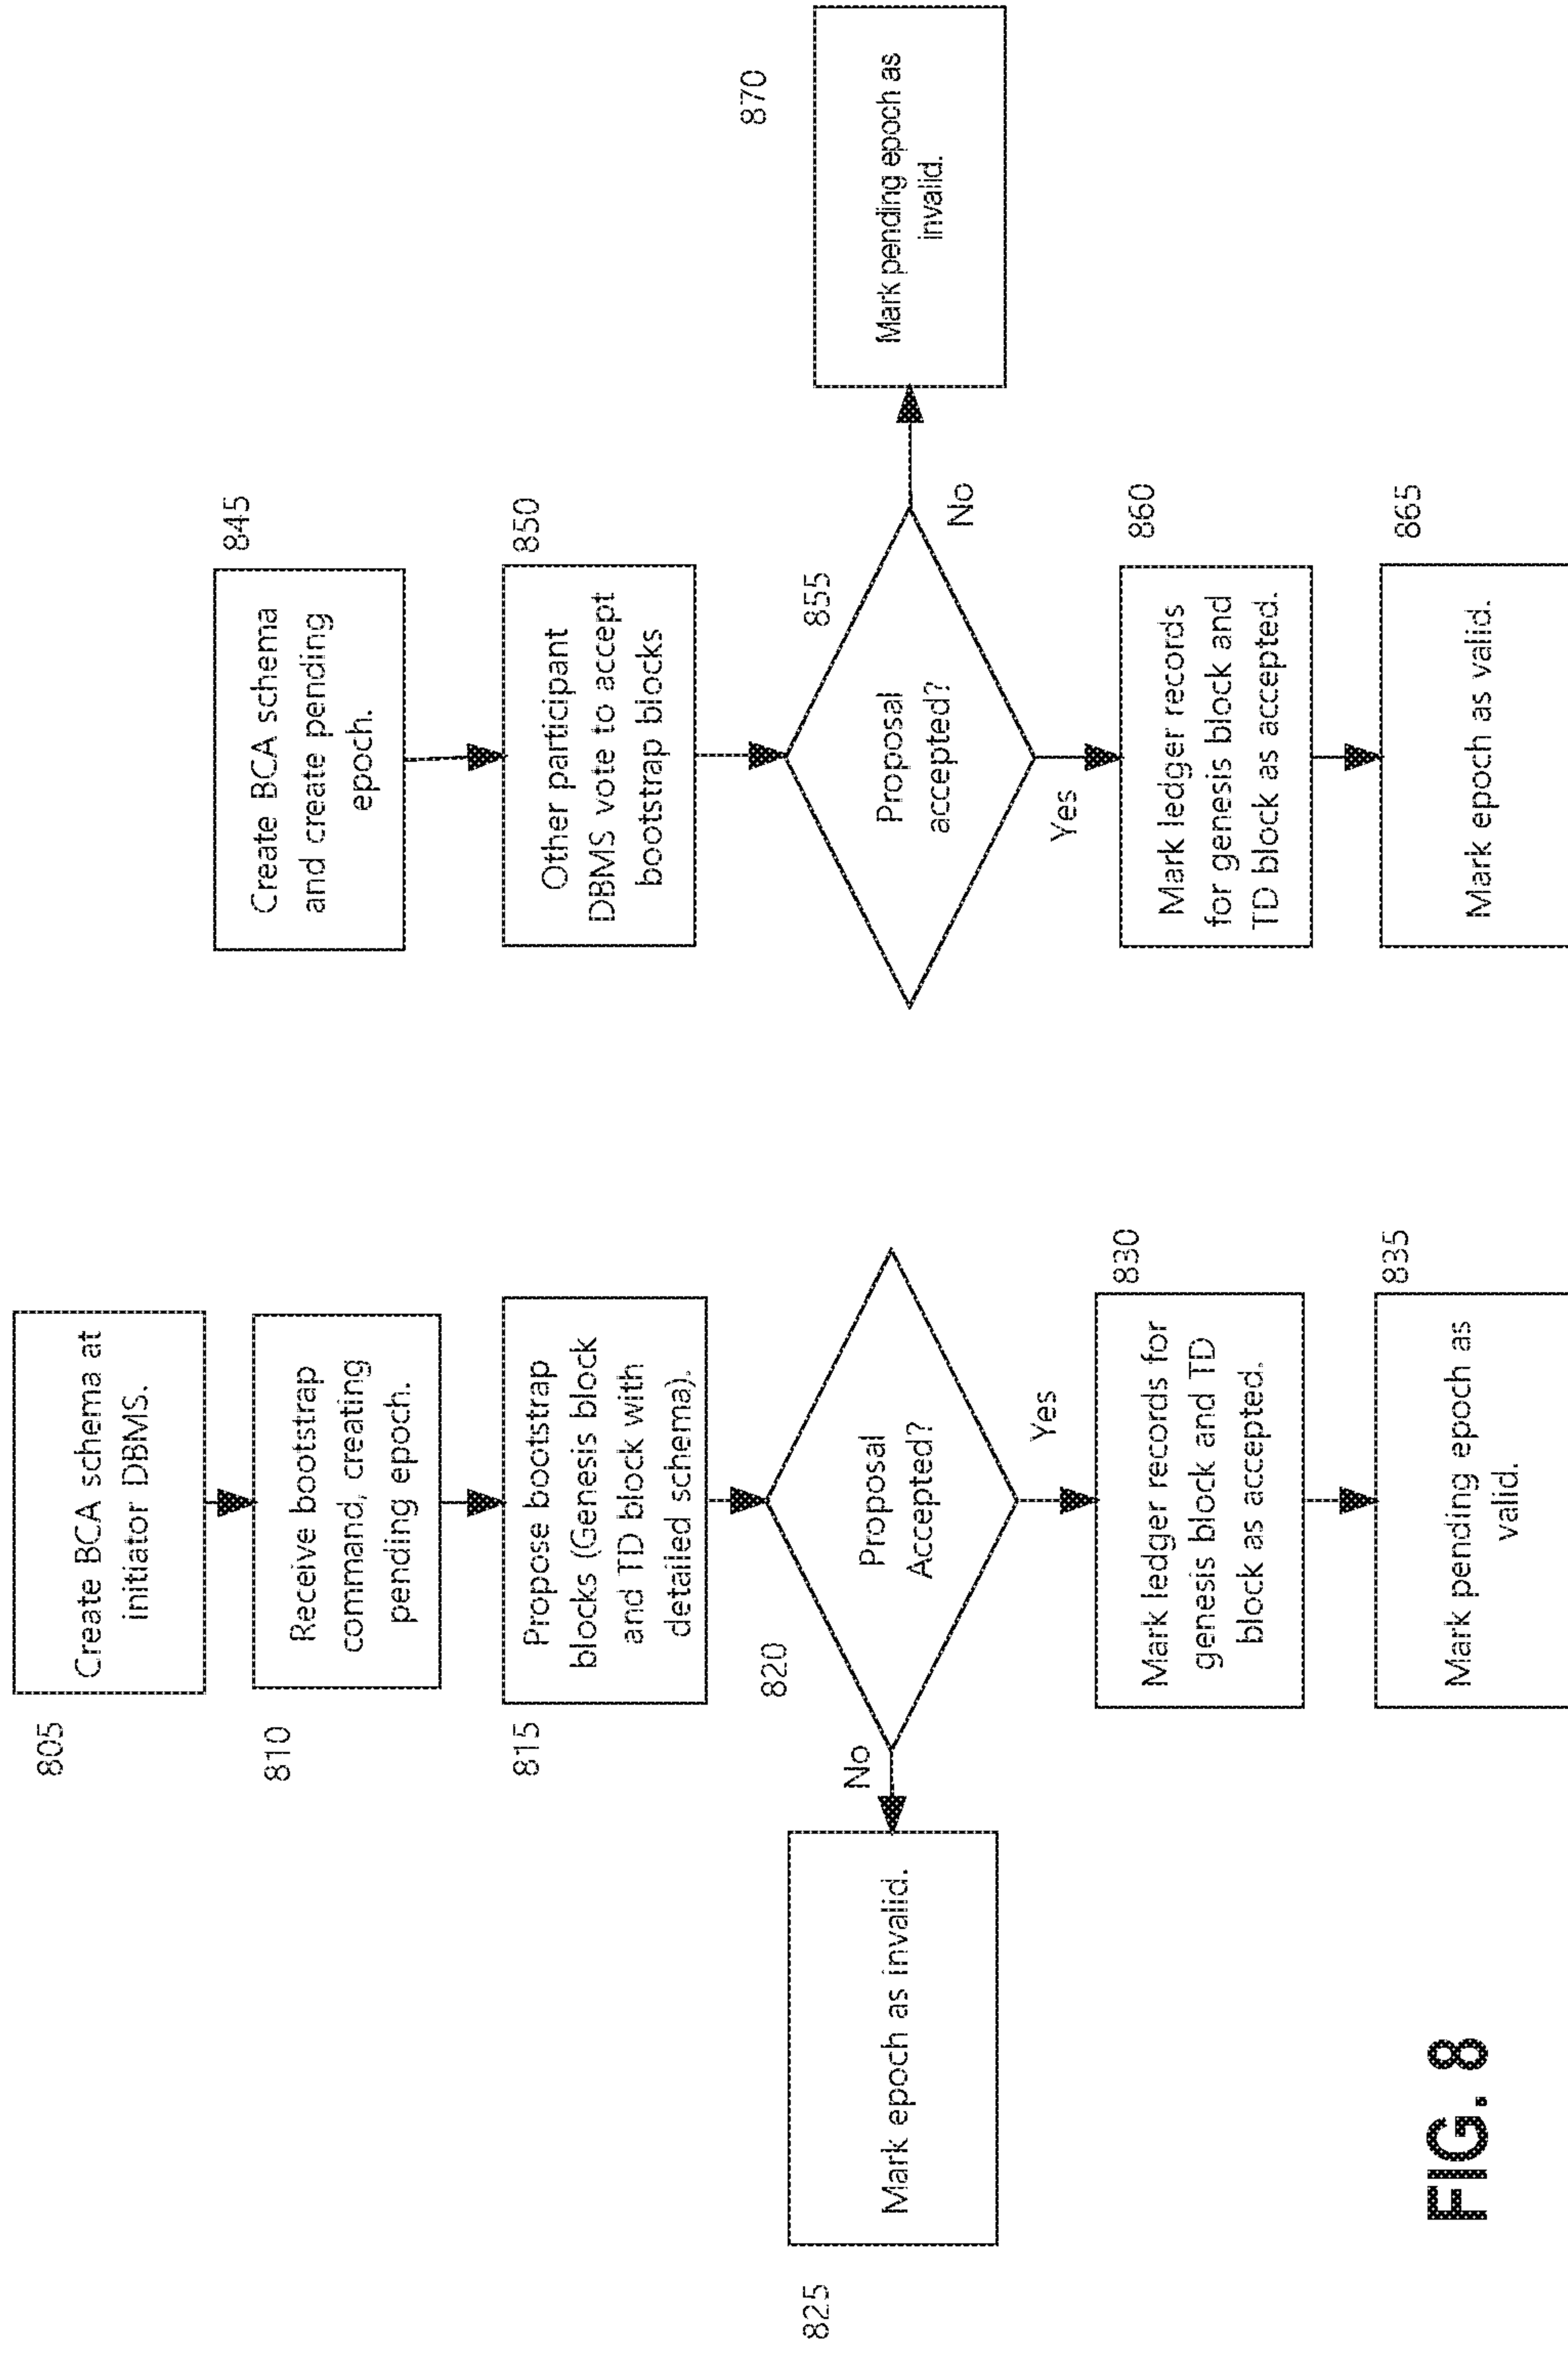 805
Create BCA schema at
initiator DBMS.
810
Receive bootstrap
command, creating
pending epoch.
815
Propose bootstrap
blocks (Genesis block
and TD block with
detailed schema).
820
Proposal
Accepted?
No
Yes
825
Mark epoch as invalid.
830
Mark ledger records for
genesis block and TD
block as accepted.
835
Mark pending epoch as
valid.
845
Create BCA schema
and create pending
epoch.
850
Other participant
DBMS vote to accept
bootstrap blocks
855
Proposal
accepted?
No
Yes
870
Mark pending epoch as
invalid.
860
Mark ledger records
for genesis block and
TD block as accepted.
865
Mark epoch as valid.
FIG. 8